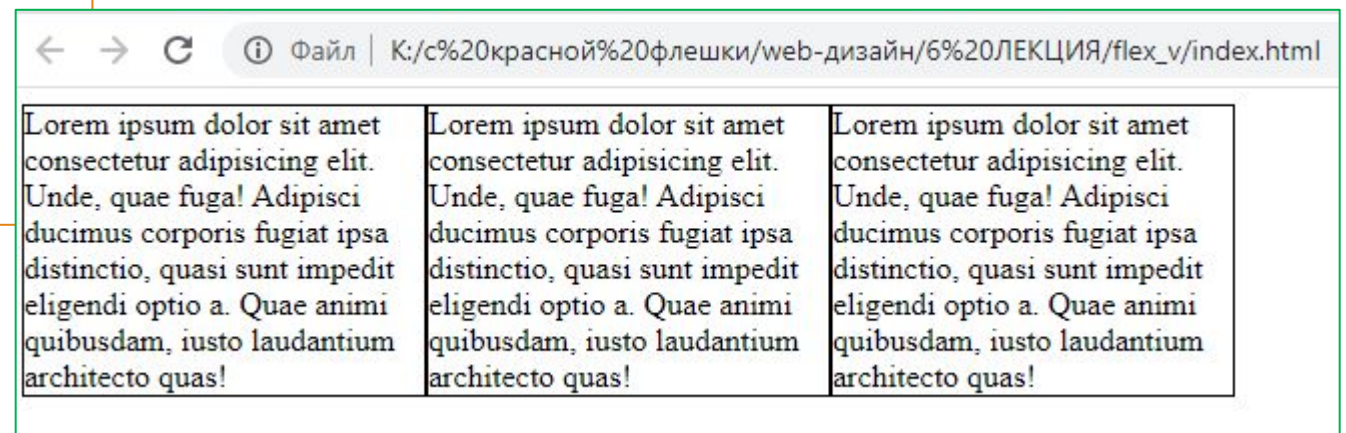 Файл | K:/с%20красной%20флешки/web-дизайн/6%20ЛЕКЦИЯ/flex_v/index.html
Lorem ipsum dolor sit amet
consectetur adipisicing elit.
Unde, quae fuga! Adipisci
ducimus corporis fugiat ipsa
distinctio, quasi sunt impedit
eligendi optio a. Quae animi
quibusdam, iusto laudantium
architecto quas!
Lorem ipsum dolor sit amet
consectetur adipisicing elit.
Unde, quae fuga! Adipisci
ducimus corporis fugiat ipsa
distinctio, quasi sunt impedit
eligendi optio a. Quae animi
quibusdam, iusto laudantium
architecto quas!
Lorem ipsum dolor sit amet
consectetur adipisicing elit.
Unde, quae fuga! Adipisci
ducimus corporis fugiat ipsa
distinctio, quasi sunt impedit
eligendi optio a. Quae animi
quibusdam, iusto laudantium
architecto quas!